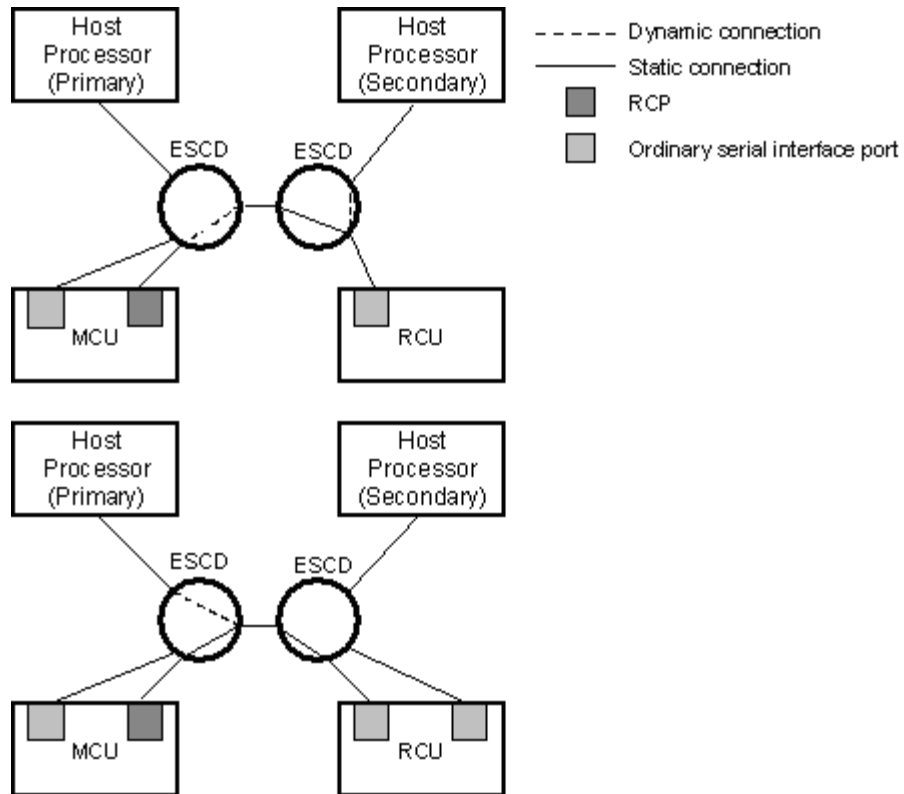 Host
Processor
(Primary)
Host
Processor
(Secondary)
Dynamic connection
Static connection
RCP
Ordinary serial interface port
ESCD
ESCD
MCU
RCU
Host
Processor
(Primary)
Host
Processor
(Secondary)
ESCD
ESCD
MCU
RCU